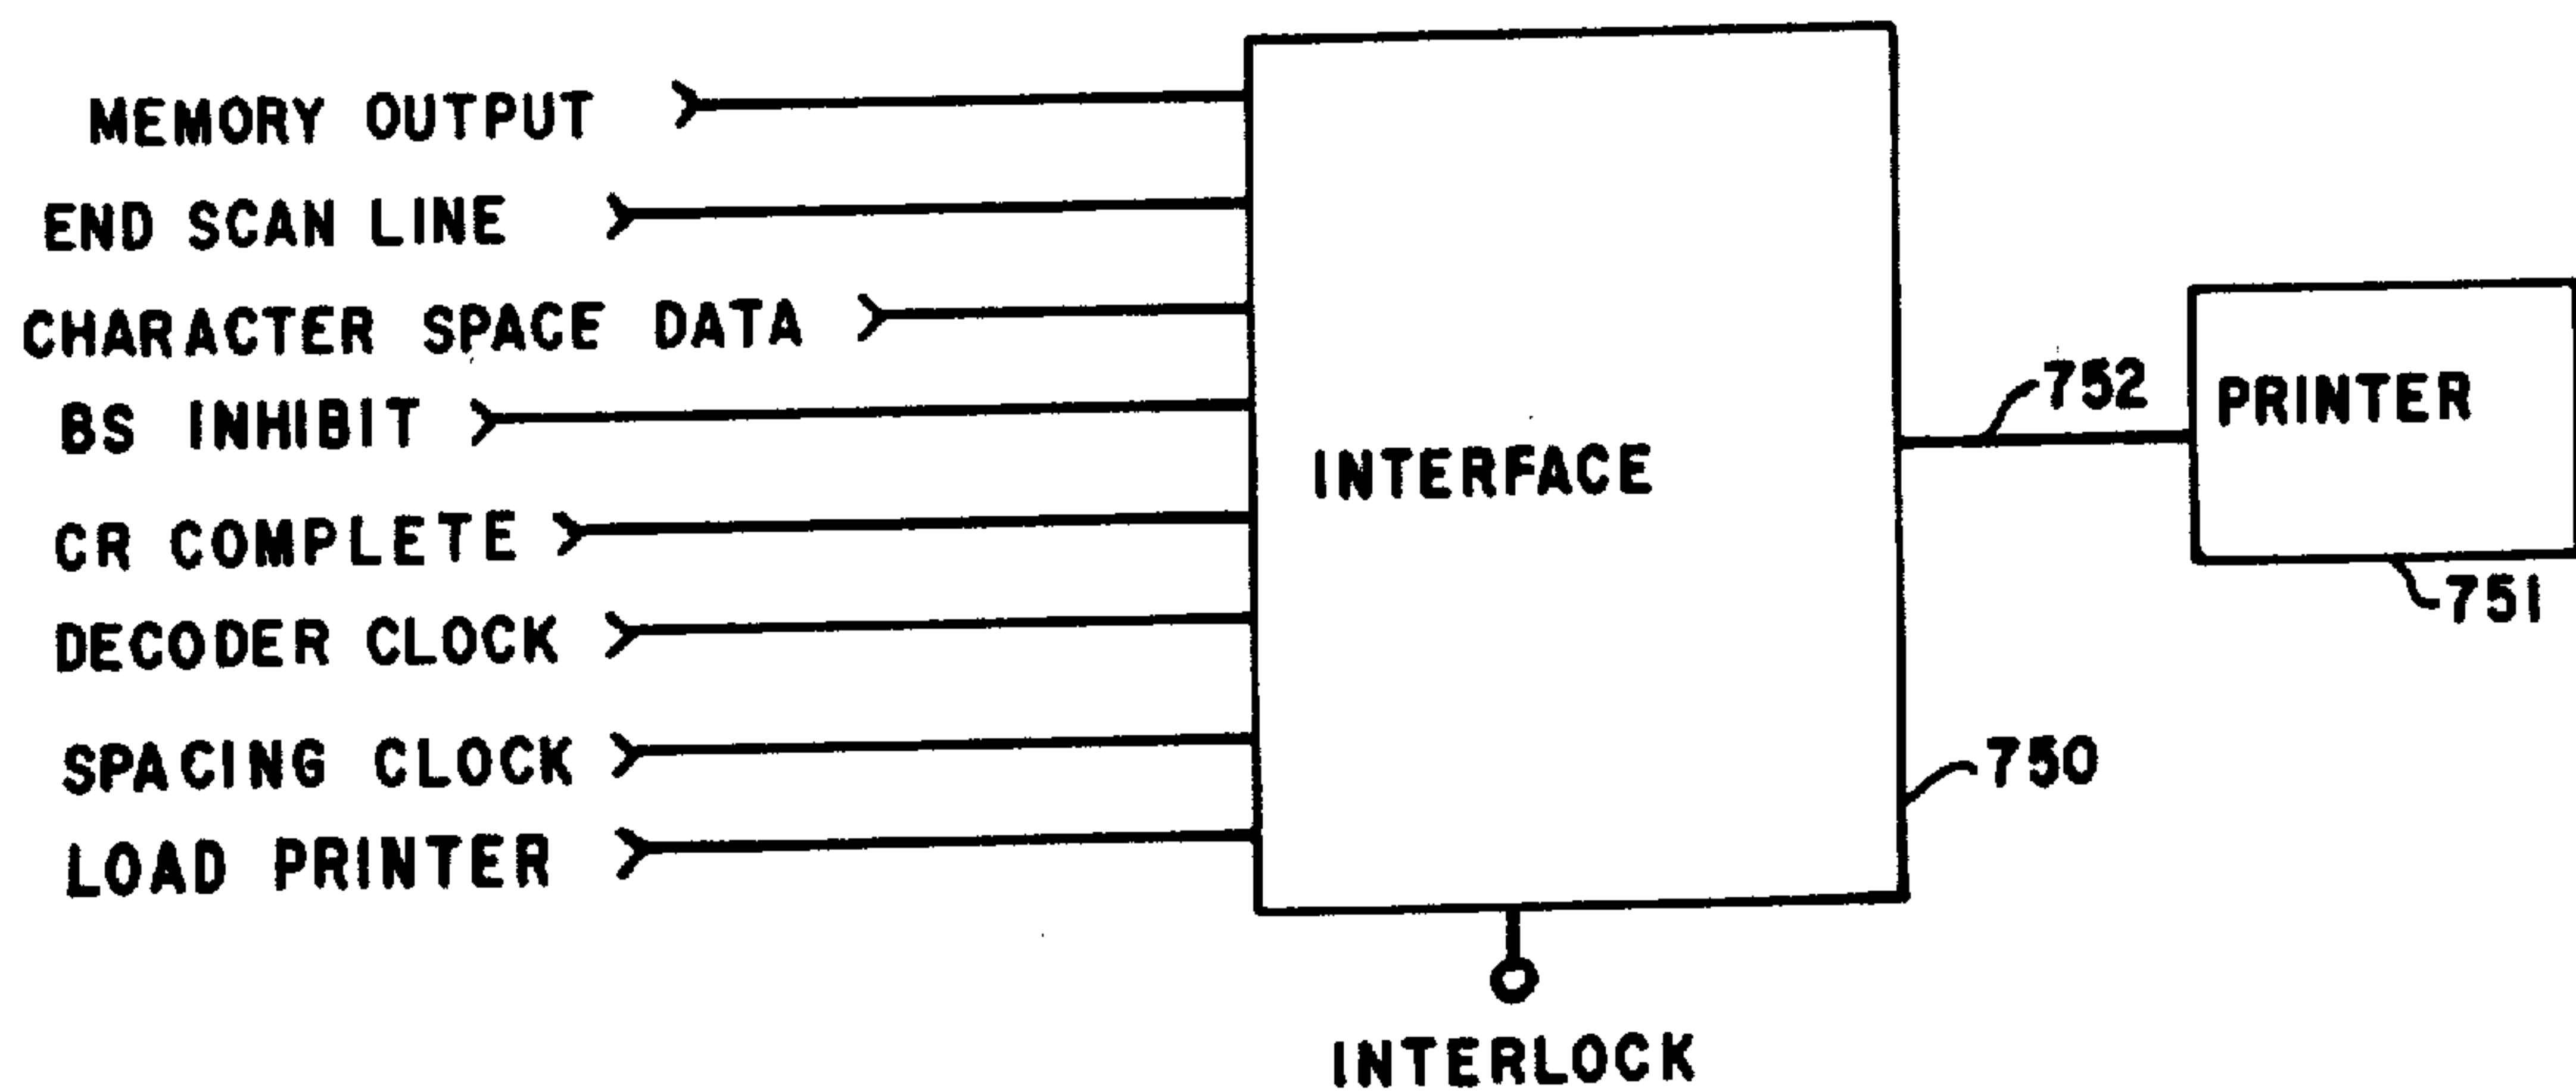 MEMORY OUTPUT
END SCAN LINE
CHARACTER SPACE DATA
BS INHIBIT
CR COMPLETE
DECODER CLOCK
SPACING CLOCK
LOAD PRINTER
INTERFACE
752
PRINTER
751
750
INTERLOCK